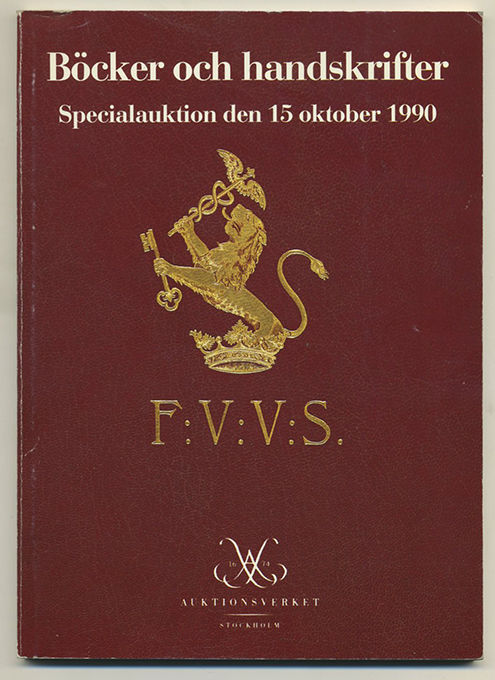 Böcker och handskrifter
Specialauktion den 15 oktober 1990
F:V:V:S.
16 74
AUKTIONSVERKET
STOCKHOLM